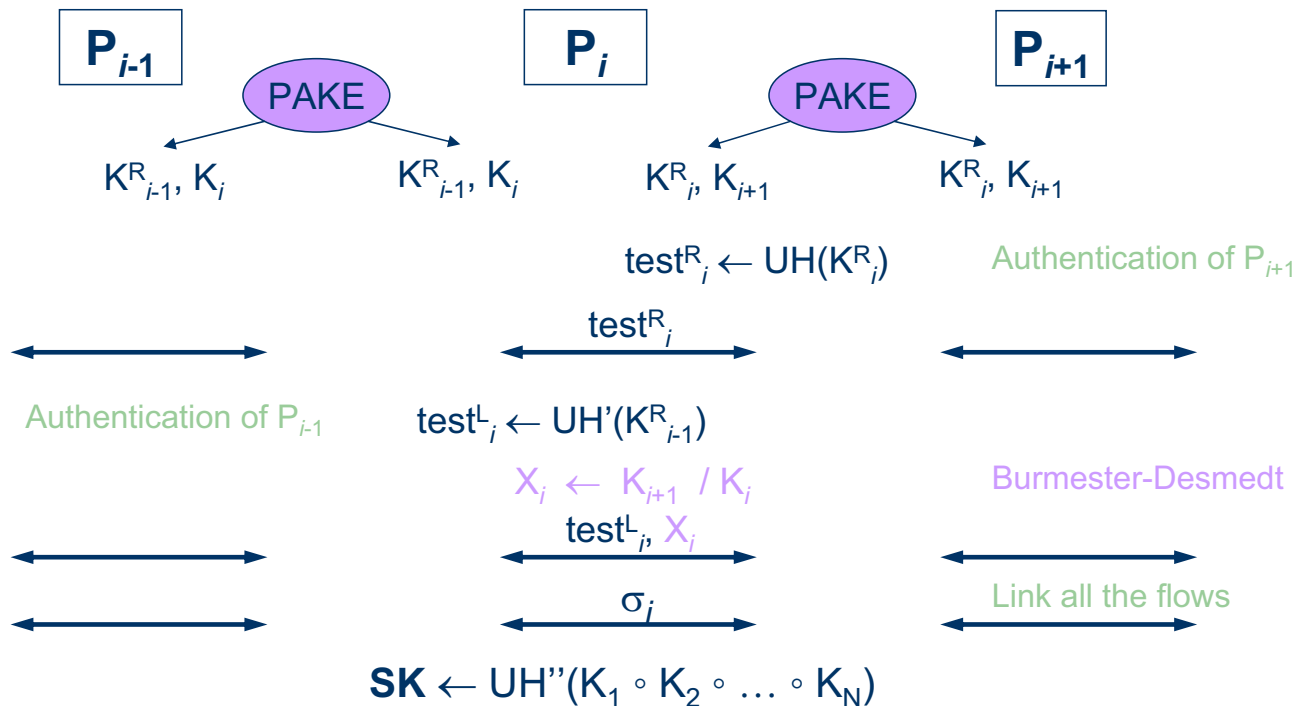 P_{i-1} P_i P_{i+1}
PAKE PAKE
K^R_{i-1}, K_i K^R_{i-1}, K_i K^R_i, K_{i+1} K^R_i, K_{i+1}
test^R_i ← UH(K^R_i) Authentication of P_{i+1}
test^R_i
Authentication of P_{i-1} test^L_i ← UH’(K^R_{i-1})
X_i ← K_{i+1} / K_i Burmester-Desmedt
test^L_i, X_i
σ_i Link all the flows
SK ← UH’’(K_1 ∘ K_2 ∘ … ∘ K_N)